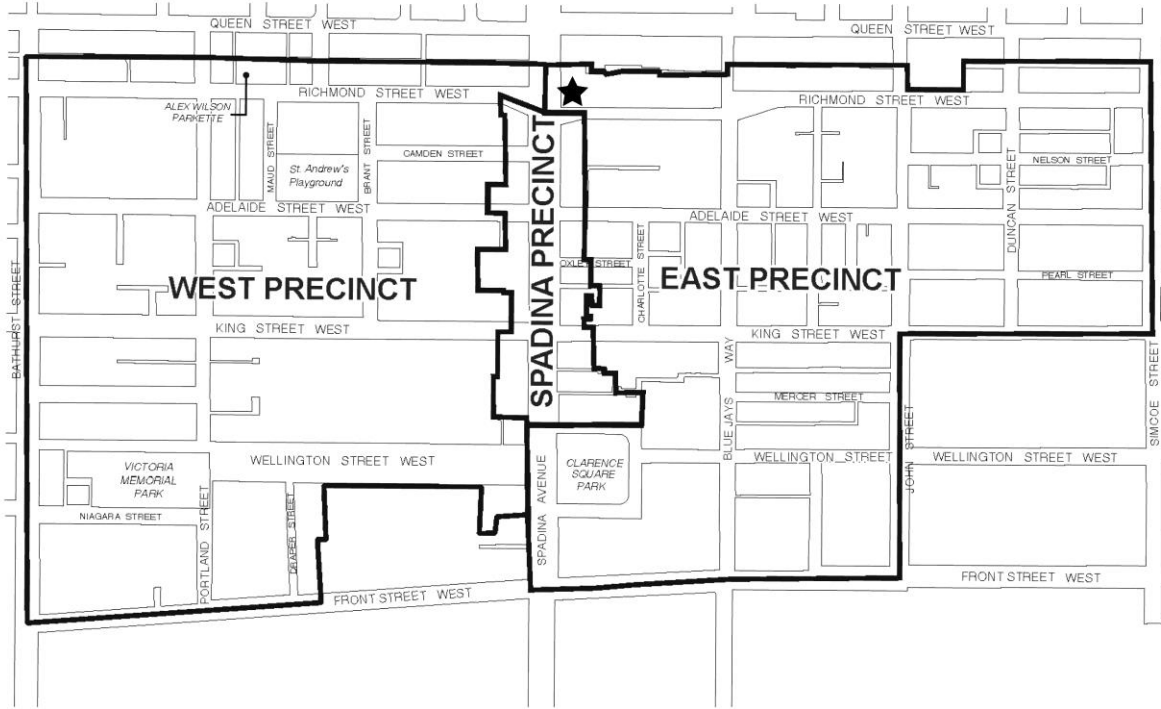 QUEEN STREET WEST
QUEEN STREET WEST
RICHMOND STREET WEST
RICHMOND STREET WEST
ALEX WILSON
PARKETTE
MAUD STREET
St. Andrew's
Playground
BRANT STREET
CAMDEN STREET
NELSON STREET
DUNCAN STREET
ADELAIDE STREET WEST
ADELAIDE STREET WEST
SPADINA PRECINCT
OXLEY STREET
CHARLOTTE STREET
WEST PRECINCT
EAST PRECINCT
PEARL STREET
BATHURST STREET
KING STREET WEST
KING STREET WEST
SIMCOE STREET
MERCER STREET
BLUE JAYS WAY
JOHN STREET
VICTORIA
MEMORIAL
PARK
WELLINGTON STREET WEST
CLARENCE
SQUARE
PARK
WELLINGTON STREET
WELLINGTON STREET WEST
NIAGARA STREET
PORTLAND STREET
DRAPER STREET
SPADINA AVENUE
FRONT STREET WEST
FRONT STREET WEST